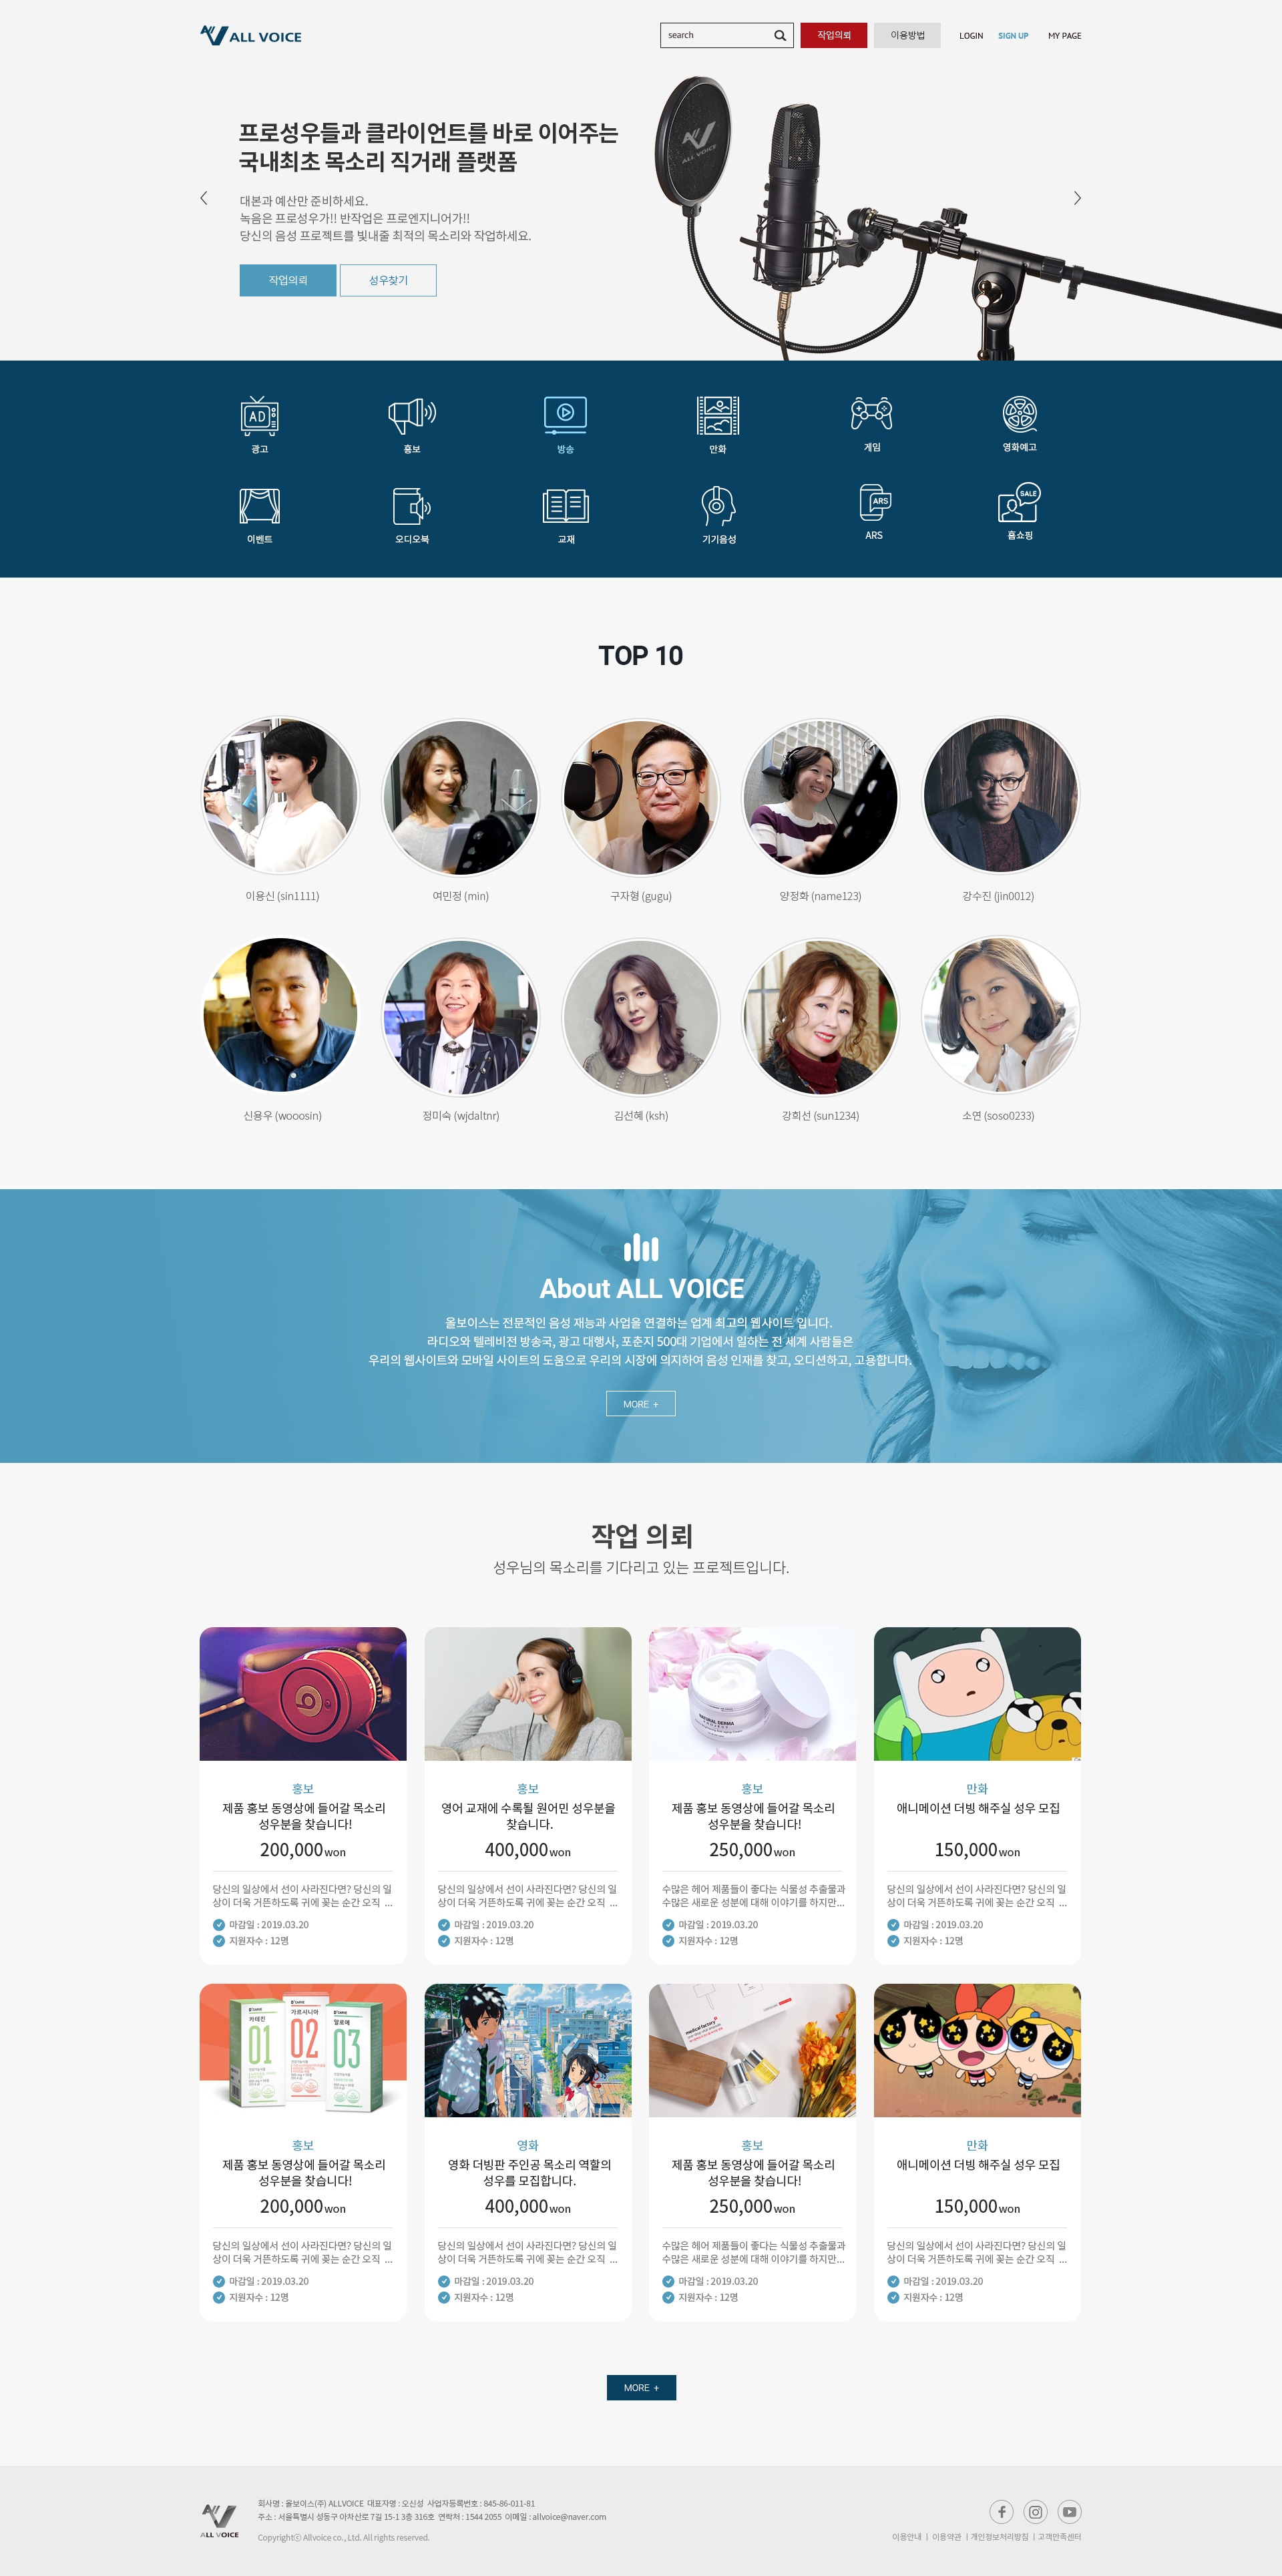 ALL VOICE
search
작업의뢰
이용방법
LOGIN
SIGN UP
MY PAGE
프로성우들과 클라이언트를 바로 이어주는
국내최초 목소리 직거래 플랫폼
대본과 예산만 준비하세요.
녹음은 프로성우가!! 반작업은 프로엔지니어가!!
당신의 음성 프로젝트를 빛내줄 최적의 목소리와 작업하세요.
작업의뢰
성우찾기
ALL VOICE
AD
광고
홍보
방송
만화
게임
영화예고
이벤트
오디오북
교재
기기음성
ARS
ARS
SALE
홈쇼핑
TOP 10
이용신 (sin1111)
여민정 (min)
구자형 (gugu)
양정화 (name123)
강수진 (jin0012)
신용우 (wooosin)
정미숙 (wjdaltnr)
김선혜 (ksh)
강희선 (sun1234)
소연 (soso0233)
About ALL VOICE
올보이스는 전문적인 음성 재능과 사업을 연결하는 업계 최고의 웹사이트 입니다.
라디오와 텔레비전 방송국, 광고 대행사, 포춘지 500대 기업에서 일하는 전 세계 사람들은
우리의 웹사이트와 모바일 사이트의 도움으로 우리의 시장에 의지하여 음성 인재를 찾고, 오디션하고, 고용합니다.
MORE +
작업 의뢰
성우님의 목소리를 기다리고 있는 프로젝트입니다.
홍보
제품 홍보 동영상에 들어갈 목소리
성우분을 찾습니다!
200,000won
당신의 일상에서 선이 사라진다면? 당신의 일
상이 더욱 거뜬하도록 귀에 꽂는 순간 오직 ...
마감일 : 2019.03.20
지원자수 : 12명
홍보
영어 교재에 수록될 원어민 성우분을
찾습니다.
400,000won
당신의 일상에서 선이 사라진다면? 당신의 일
상이 더욱 거뜬하도록 귀에 꽂는 순간 오직 ...
마감일 : 2019.03.20
지원자수 : 12명
NATURAL DERMA
PROJECT
홍보
제품 홍보 동영상에 들어갈 목소리
성우분을 찾습니다!
250,000won
수많은 헤어 제품들이 좋다는 식물성 추출물과
수많은 새로운 성분에 대해 이야기를 하지만...
마감일 : 2019.03.20
지원자수 : 12명
만화
애니메이션 더빙 해주실 성우 모집
150,000won
당신의 일상에서 선이 사라진다면? 당신의 일
상이 더욱 거뜬하도록 귀에 꽂는 순간 오직 ...
마감일 : 2019.03.20
지원자수 : 12명
카테킨
01
가르시니아
02
알로에
03
홍보
제품 홍보 동영상에 들어갈 목소리
성우분을 찾습니다!
200,000won
당신의 일상에서 선이 사라진다면? 당신의 일
상이 더욱 거뜬하도록 귀에 꽂는 순간 오직 ...
마감일 : 2019.03.20
지원자수 : 12명
영화
영화 더빙판 주인공 목소리 역할의
성우를 모집합니다.
400,000won
당신의 일상에서 선이 사라진다면? 당신의 일
상이 더욱 거뜬하도록 귀에 꽂는 순간 오직 ...
마감일 : 2019.03.20
지원자수 : 12명
medical factory
홍보
제품 홍보 동영상에 들어갈 목소리
성우분을 찾습니다!
250,000won
수많은 헤어 제품들이 좋다는 식물성 추출물과
수많은 새로운 성분에 대해 이야기를 하지만...
마감일 : 2019.03.20
지원자수 : 12명
만화
애니메이션 더빙 해주실 성우 모집
150,000won
당신의 일상에서 선이 사라진다면? 당신의 일
상이 더욱 거뜬하도록 귀에 꽂는 순간 오직 ...
마감일 : 2019.03.20
지원자수 : 12명
MORE +
ALL VOICE
회사명 : 올보이스(주) ALLVOICE 대표자명 : 오신성 사업자등록번호 : 845-86-011-81
주소 : 서울특별시 성동구 아차산로 7길 15-1 3층 316호 연락처 : 1544 2055 이메일 : allvoice@naver.com
Copyrightⓒ Allvoice co., Ltd. All rights reserved.
이용안내 | 이용약관 | 개인정보처리방침 | 고객만족센터